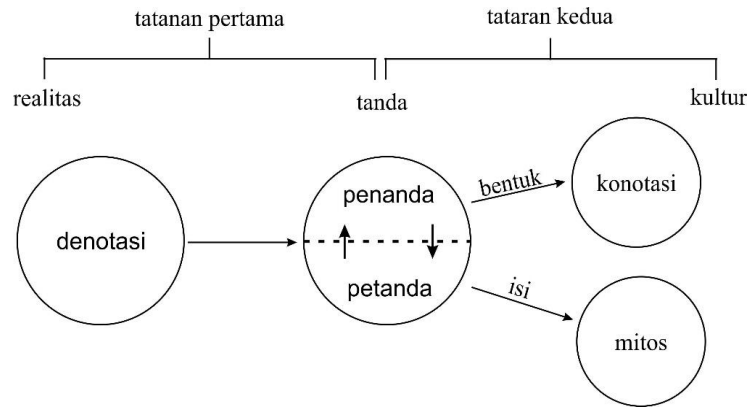 tatanan pertama
tataran kedua
realitas
tanda
kultur
denotasi
penanda
petanda
bentuk
konotasi
isi
mitos